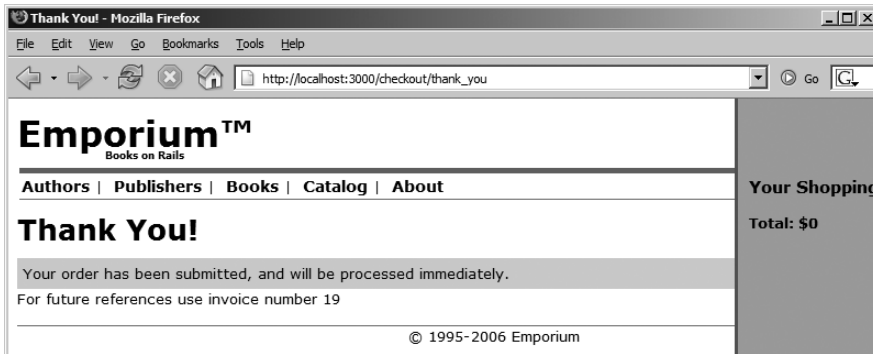 Thank You! - Mozilla Firefox
File Edit View Go Bookmarks Tools Help
http://localhost:3000/checkout/thank_you Go G
Emporium™
Books on Rails
Authors | Publishers | Books | Catalog | About
Your Shopping
Total: $0
Thank You!
Your order has been submitted, and will be processed immediately.
For future references use invoice number 19
© 1995-2006 Emporium